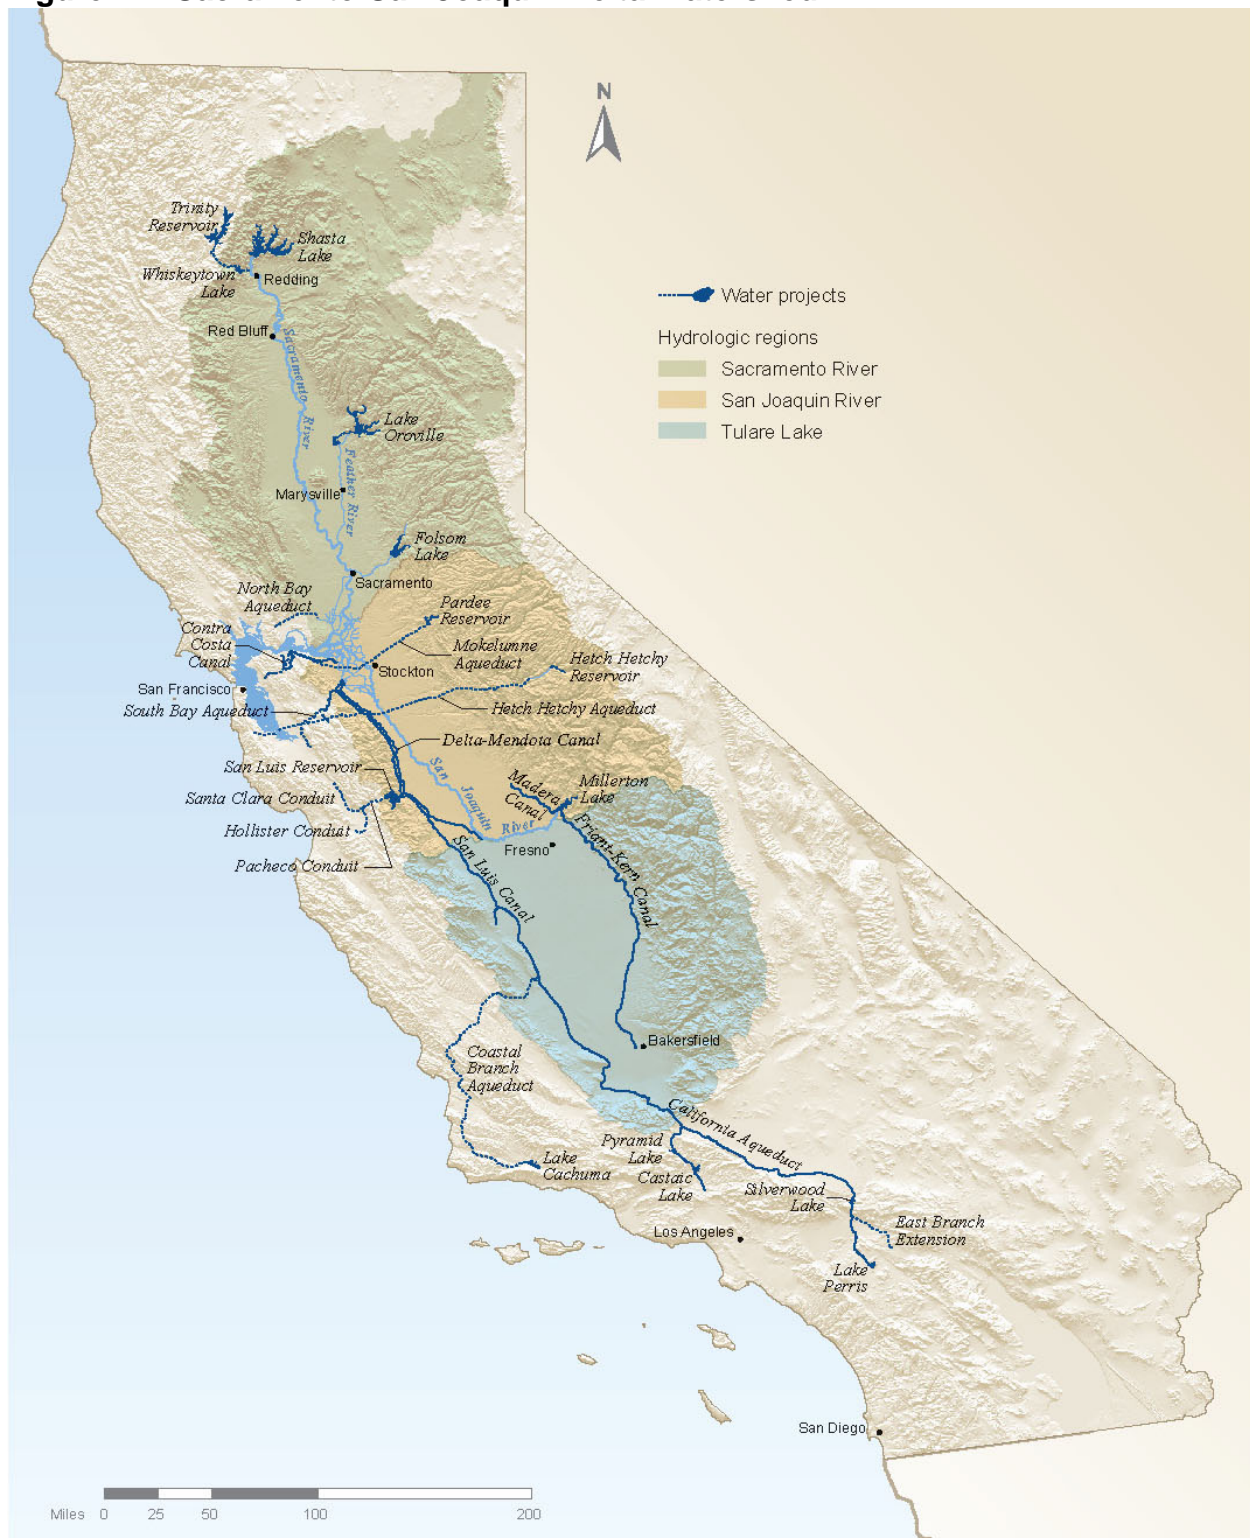 N
Trinity
Reservoir
Shasta
Lake
Whiskeytown
Lake
Redding
Red Bluff
Sacramento River
Lake
Oroville
Feather River
Marysville
Folsom
Lake
Sacramento
North Bay
Aqueduct
Pardee
Reservoir
Contra
Costa
Canal
Mokelumne
Aqueduct
Hetch Hetchy
Reservoir
Stockton
San Francisco
South Bay Aqueduct
Hetch Hetchy Aqueduct
Delta-Mendota Canal
San Luis Reservoir
San Joaquin River
Madera
Canal
Millerton
Lake
Santa Clara Conduit
Hollister Conduit
Pacheco Conduit
Fresno
Friant-Kern Canal
San Luis Canal
Bakersfield
Coastal
Branch
Aqueduct
California Aqueduct
Pyramid
Lake
Lake
Cachuma
Castaic
Lake
Silverwood
Lake
Los Angeles
East Branch
Extension
Lake
Perris
San Diego
Water projects
Hydrologic regions
Sacramento River
San Joaquin River
Tulare Lake
Miles 0 25 50 100 200